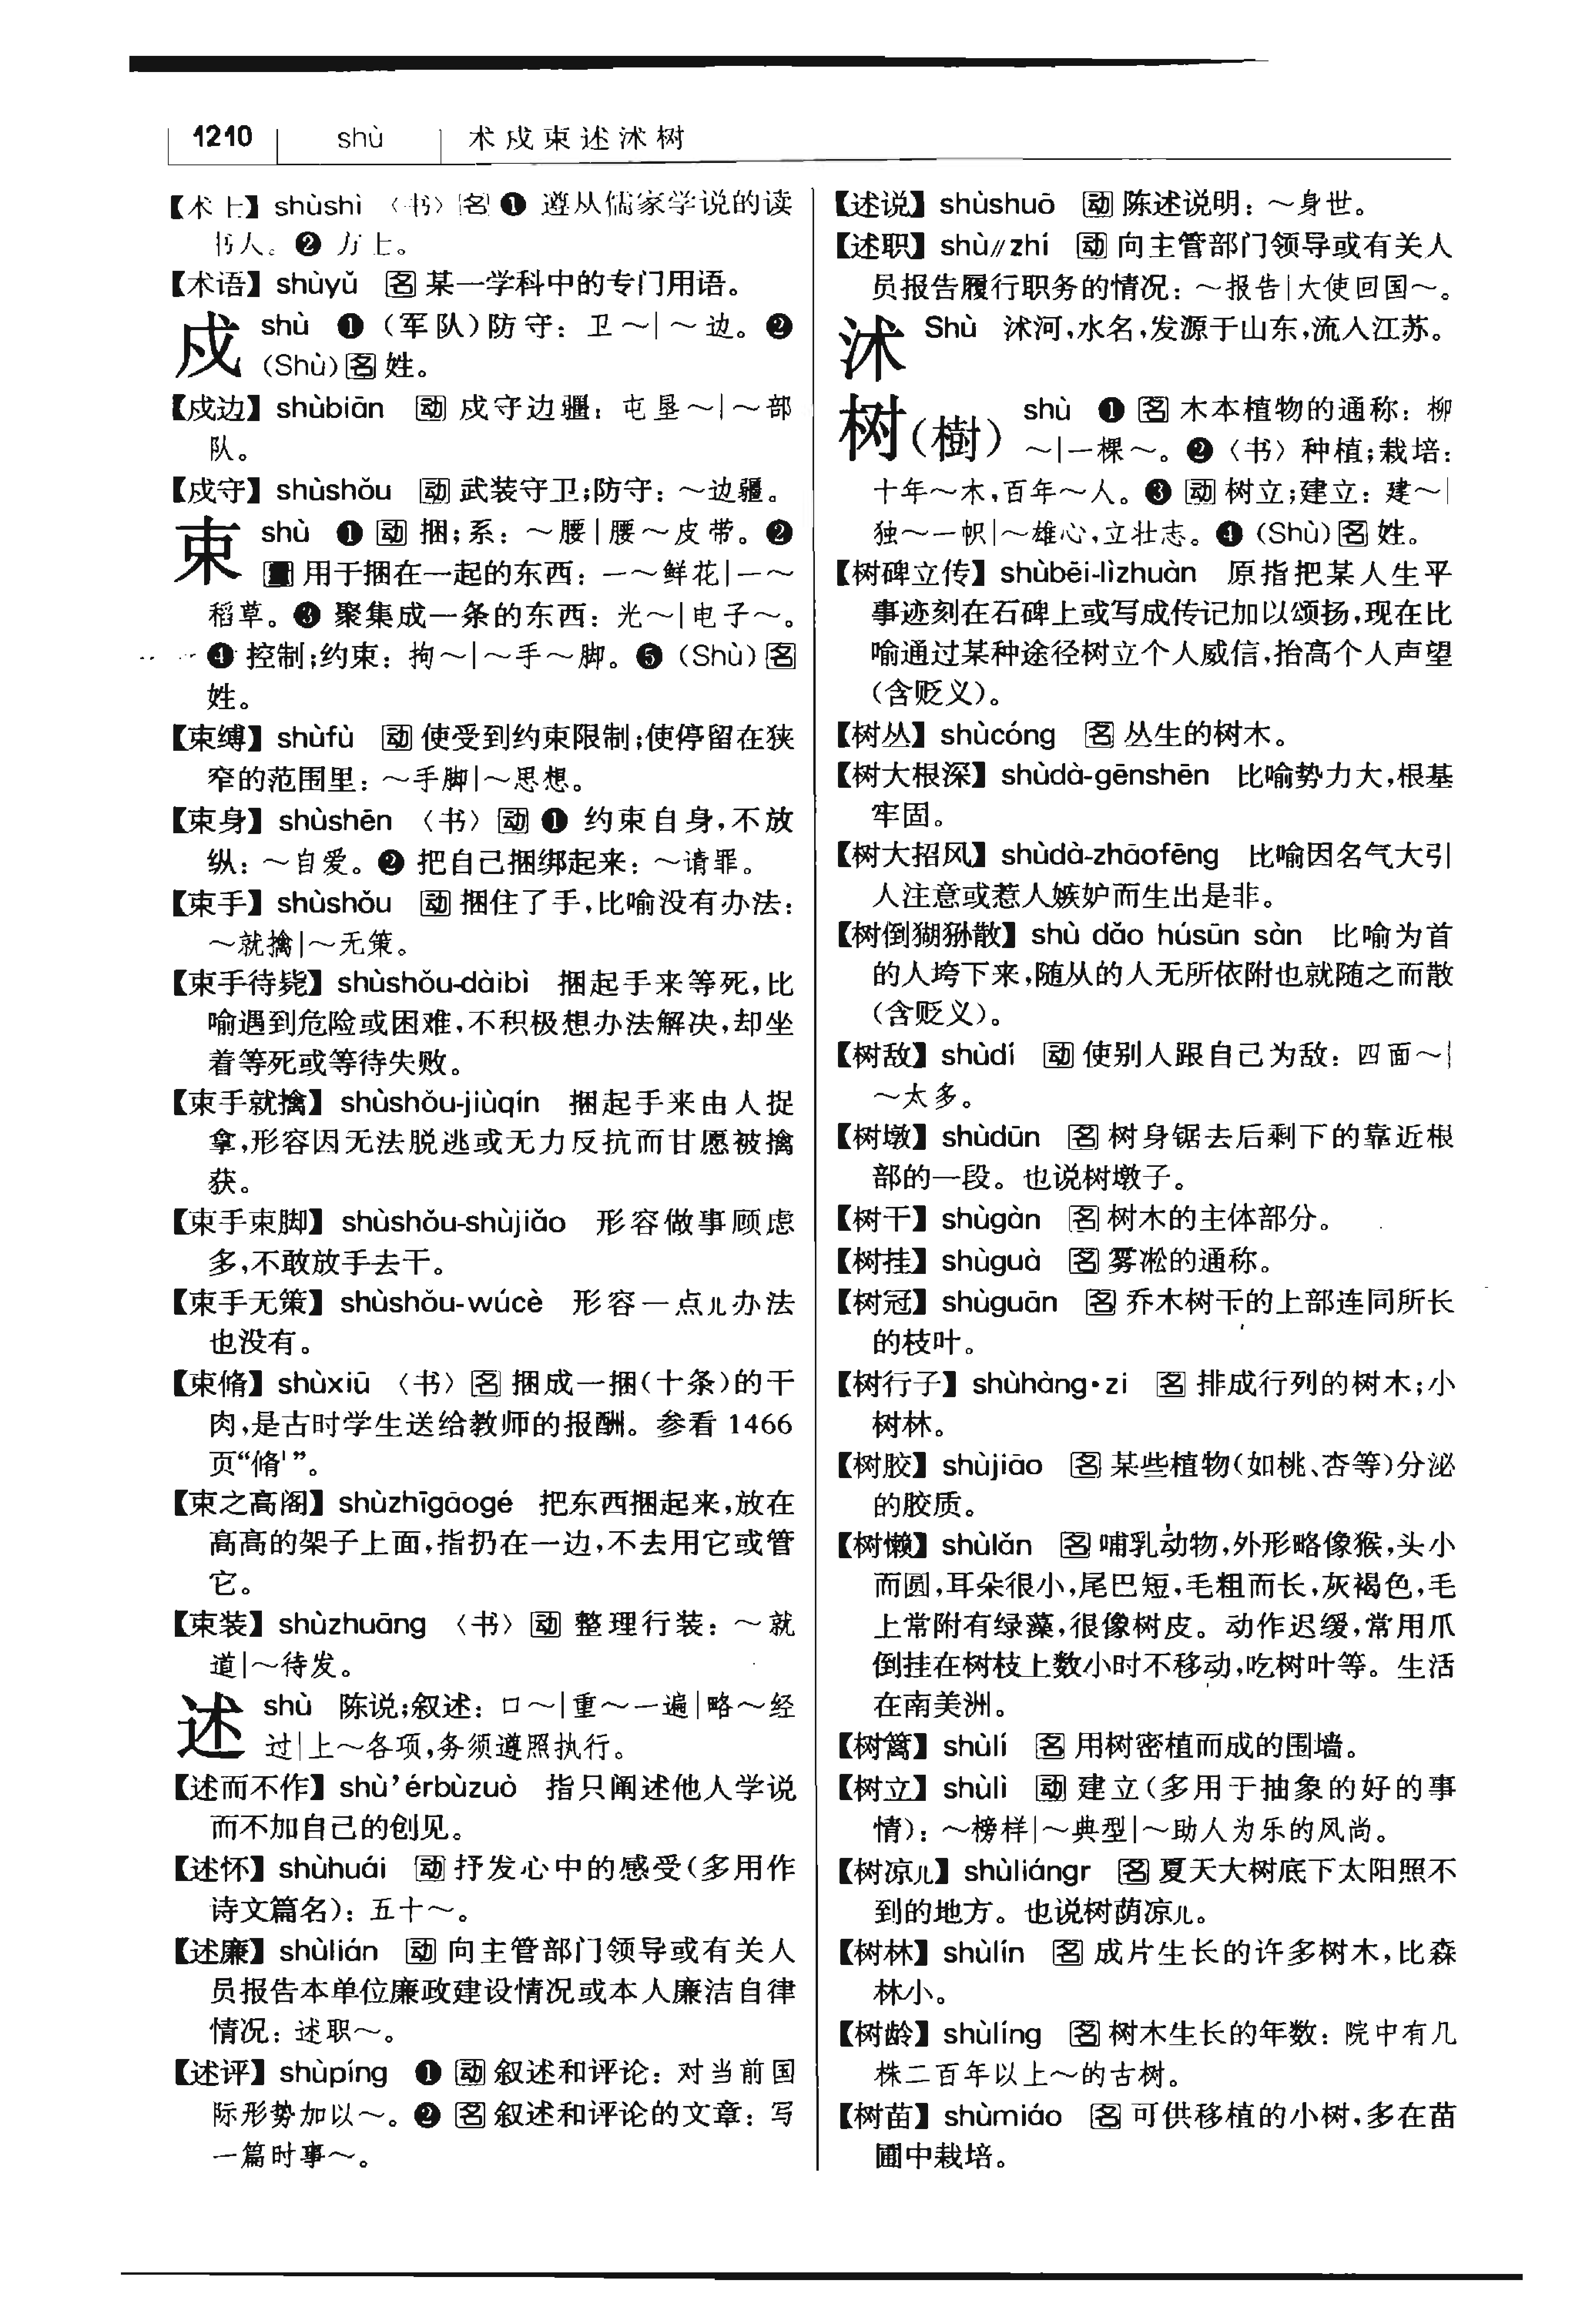 1210 shù 术戍束述沭树
【术士】shùshì 〈书〉名❶ 遵从儒家学说的读
书人。❷ 方士。
【术语】shùyǔ 名某一学科中的专门用语。
戍 shù ❶（军队）防守：卫～|～边。❷
（Shù）名姓。
【戍边】shùbiān 动 戍守边疆：屯垦～|～部
队。
【戍守】shùshǒu 动武装守卫；防守：～边疆。
束 shù ❶ 动 捆；系：～腰|腰～皮带。❷
用于捆在一起的东西：一～鲜花|一～
稻草。❸ 聚集成一条的东西：光～|电子～。
❹ 控制；约束：拘～|～手～脚。❺（Shù）名
姓。
【束缚】shùfù 动使受到约束限制；使停留在狭
窄的范围里：～手脚|～思想。
【束身】shùshēn 〈书〉动❶ 约束自身，不放
纵：～自爱。❷ 把自己捆绑起来：～请罪。
【束手】shùshǒu 动捆住了手，比喻没有办法：
～就擒|～无策。
【束手待毙】shùshǒu-dàibì 捆起手来等死，比
喻遇到危险或困难，不积极想办法解决，却坐
着等死或等待失败。
【束手就擒】shùshǒu-jiùqín 捆起手来由人捉
拿，形容因无法脱逃或无力反抗而甘愿被擒
获。
【束手束脚】shùshǒu-shùjiǎo 形容做事顾虑
多，不敢放手去干。
【束手无策】shùshǒu-wúcè 形容一点儿办法
也没有。
【束脩】shùxiū 〈书〉名 捆成一捆（十条）的干
肉，是古时学生送给教师的报酬。参看 1466
页“脩¹”。
【束之高阁】shùzhīgāogé 把东西捆起来，放在
高高的架子上面，指扔在一边，不去用它或管
它。
【束装】shùzhuāng 〈书〉动 整理行装：～就
道|～待发。
述 shù 陈说；叙述：口～|重～一遍|略～经
过|上～各项，务须遵照执行。
【述而不作】shù’érbùzuò 指只阐述他人学说
而不加自己的创见。
【述怀】shùhuái 动抒发心中的感受（多用作
诗文篇名）：五十～。
【述廉】shùlián 动 向主管部门领导或有关人
员报告本单位廉政建设情况或本人廉洁自律
情况：述职～。
【述评】shùpíng ❶ 动叙述和评论：对当前国
际形势加以～。❷ 名叙述和评论的文章：写
一篇时事～。
【述说】shùshuō 动陈述说明：～身世。
【述职】shù//zhí 动向主管部门领导或有关人
员报告履行职务的情况：～报告|大使回国～。
沭 Shù 沭河，水名，发源于山东，流入江苏。
树（樹） shù ❶ 名木本植物的通称：柳
～|一棵～。❷〈书〉种植；栽培：
十年～木，百年～人。❸ 动树立；建立：建～|
独～一帜|～雄心，立壮志。❹（Shù）名姓。
【树碑立传】shùbēi-lìzhuàn 原指把某人生平
事迹刻在石碑上或写成传记加以颂扬，现在比
喻通过某种途径树立个人威信，抬高个人声望
（含贬义）。
【树丛】shùcóng 名丛生的树木。
【树大根深】shùdà-gēnshēn 比喻势力大，根基
牢固。
【树大招风】shùdà-zhāofēng 比喻因名气大引
人注意或惹人嫉妒而生出是非。
【树倒猢狲散】shù dǎo húsūn sàn 比喻为首
的人垮下来，随从的人无所依附也就随之而散
（含贬义）。
【树敌】shùdí 动使别人跟自己为敌：四面～|
～太多。
【树墩】shùdūn 名树身锯去后剩下的靠近根
部的一段。也说树墩子。
【树干】shùgàn 名树木的主体部分。
【树挂】shùguà 名雾凇的通称。
【树冠】shùguān 名乔木树干的上部连同所长
的枝叶。
【树行子】shùhàng•zi 名排成行列的树木；小
树林。
【树胶】shùjiāo 名某些植物（如桃、杏等）分泌
的胶质。
【树懒】shùlǎn 名哺乳动物，外形略像猴，头小
而圆，耳朵很小，尾巴短，毛粗而长，灰褐色，毛
上常附有绿藻，很像树皮。动作迟缓，常用爪
倒挂在树枝上数小时不移动，吃树叶等。生活
在南美洲。
【树篱】shùlí 名用树密植而成的围墙。
【树立】shùlì 动建立（多用于抽象的好的事
情）：～榜样|～典型|～助人为乐的风尚。
【树凉儿】shùliángr 名夏天大树底下太阳照不
到的地方。也说树荫凉儿。
【树林】shùlín 名成片生长的许多树木，比森
林小。
【树龄】shùlíng 名树木生长的年数：院中有几
株二百年以上～的古树。
【树苗】shùmiáo 名可供移植的小树，多在苗
圃中栽培。